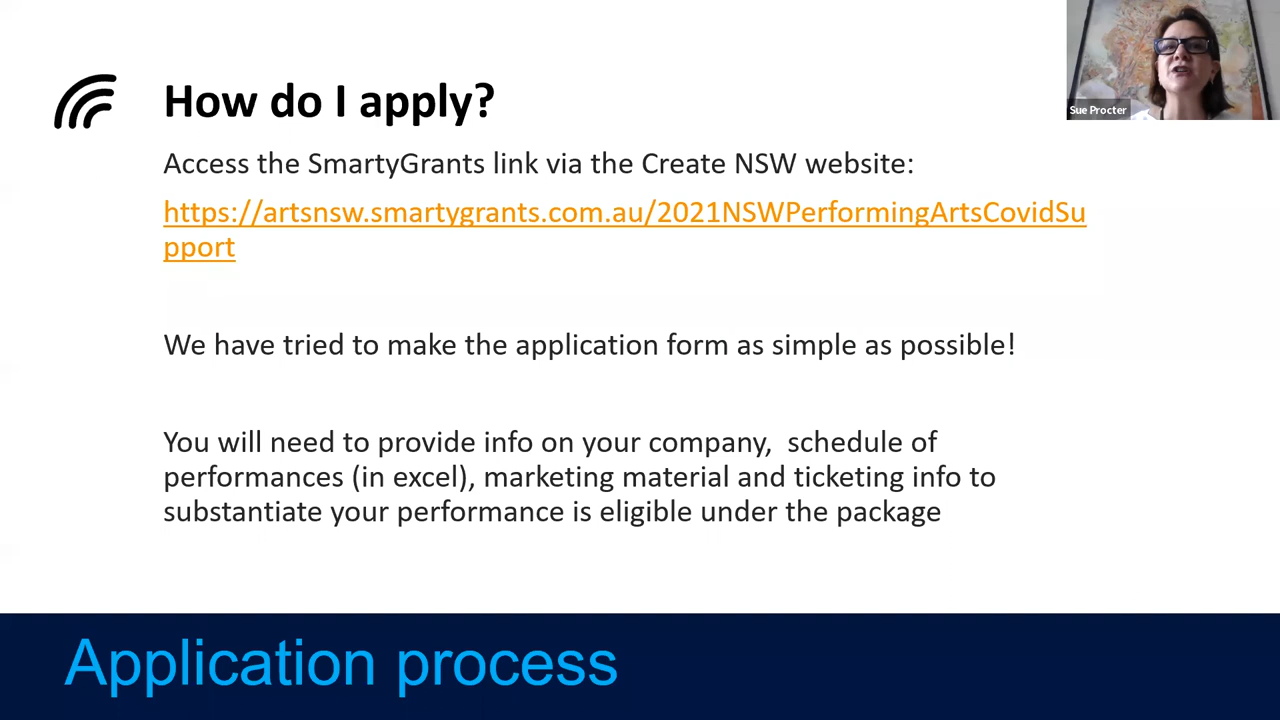 Sue Procter
How do I apply?
Access the SmartyGrants link via the Create NSW website:
https://artsnsw.smartygrants.com.au/2021NSWPerformingArtsCovidSu
pport
We have tried to make the application form as simple as possible!
You will need to provide info on your company,  schedule of
performances (in excel), marketing material and ticketing info to
substantiate your performance is eligible under the package
Application process